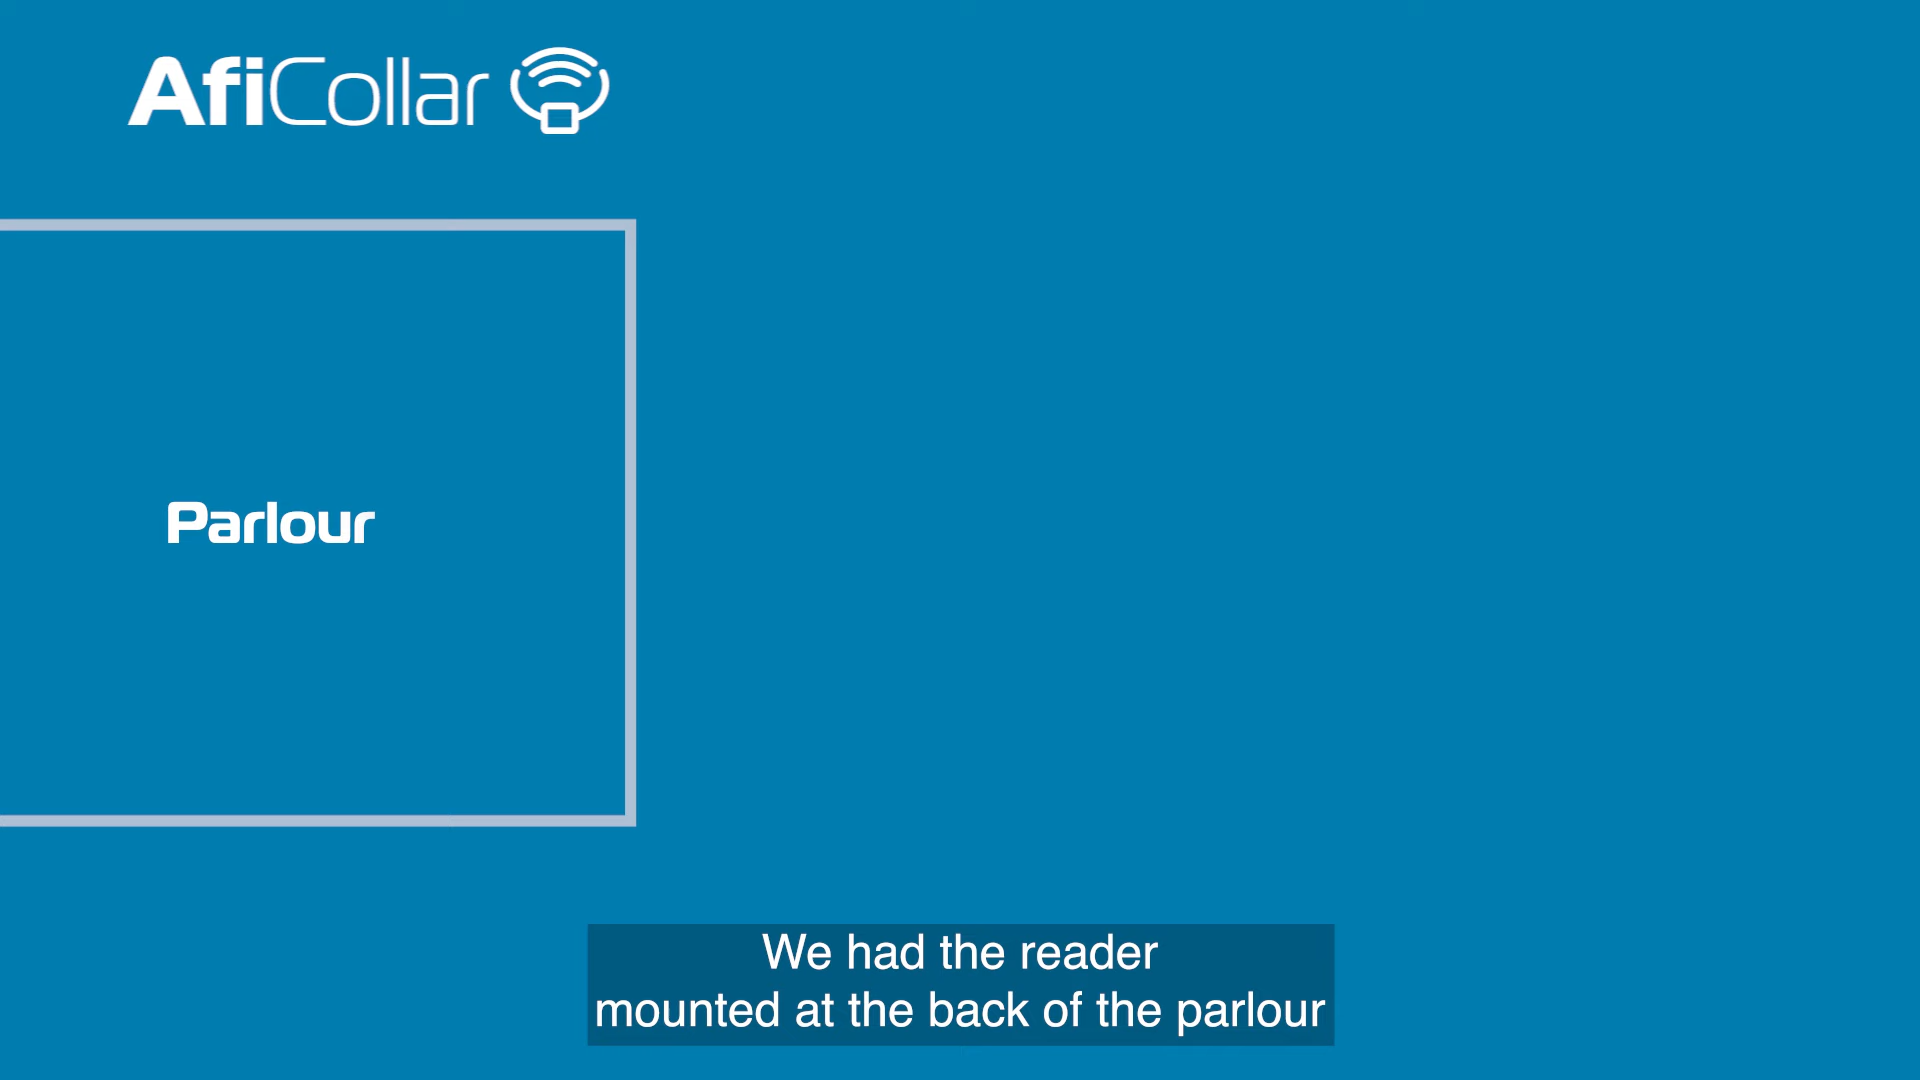 AfiCollar
Parlour
We had the reader
mounted at the back of the parlour